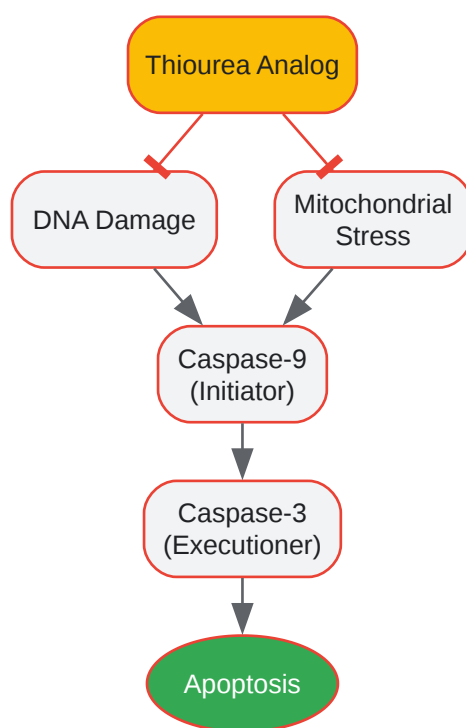 Thiourea Analog
DNA Damage
Mitochondrial
Stress
Caspase-9
(Initiator)
Caspase-3
(Executioner)
Apoptosis